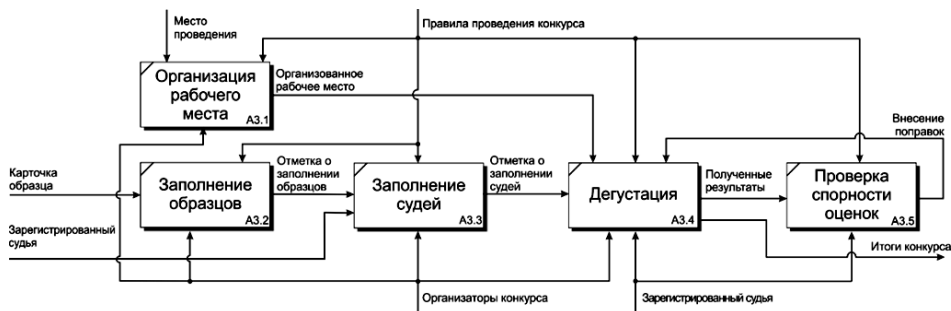 Место
проведения
Правила проведения конкурса
Организация
рабочего
места
А3.1
Организованное
рабочее место
Внесение
поправок
Карточка
образца
Заполнение
образцов
А3.2
Отметка о
заполнении
образцов
Заполнение
судей
А3.3
Отметка о
заполнении
судей
Дегустация
А3.4
Полученные
результаты
Проверка
спорности
оценок
А3.5
Зарегистрированный
судья
Итоги конкурса
Организаторы конкурса
Зарегистрированный судья